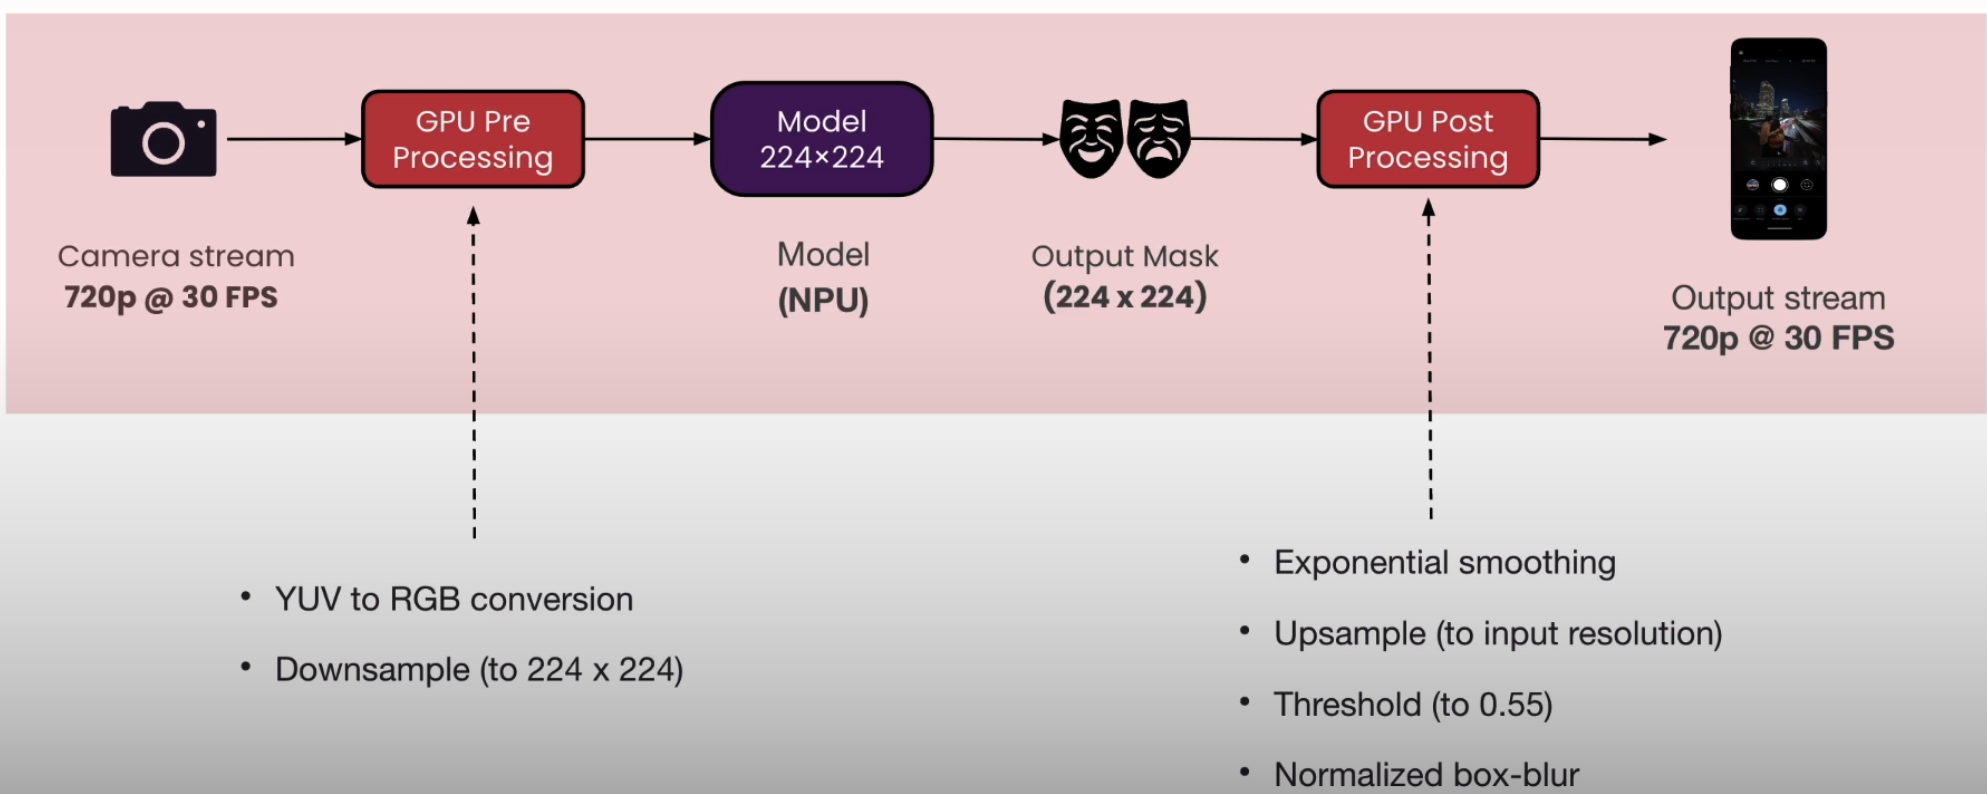 GPU Pre
Processing
Model
224×224
GPU Post
Processing
Camera stream
720p @ 30 FPS
Model
(NPU)
Output Mask
(224 x 224)
Output stream
720p @ 30 FPS
• YUV to RGB conversion
• Downsample (to 224 x 224)
• Exponential smoothing
• Upsample (to input resolution)
• Threshold (to 0.55)
• Normalized box-blur